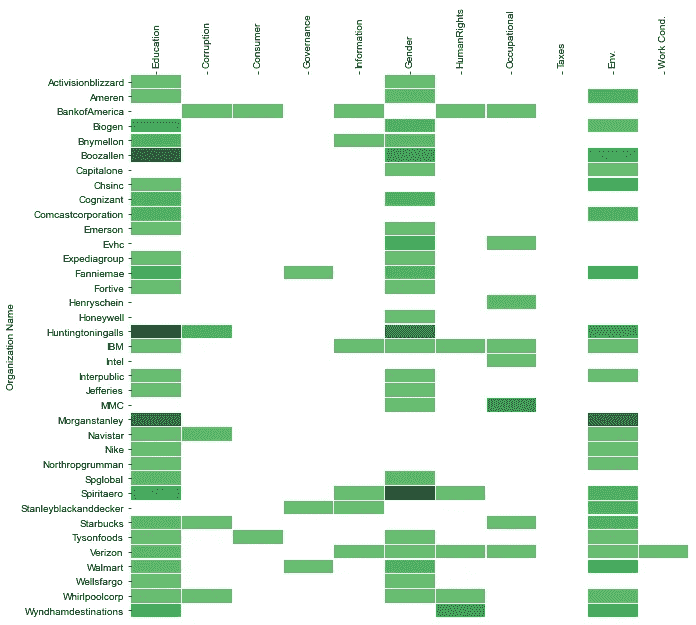 Education
Corruption
Consumer
Governance
Information
Gender
HumanRights
Occupational
Taxes
Env.
Work Cond.
Organization Name
Activisionblizzard
Ameren
BankofAmerica
Biogen
Bnymellon
Boozallen
Capitalone
Chsinc
Cognizant
Comcastcorporation
Emerson
Evhc
Expediagroup
Fanniemae
Fortive
Henryschein
Honeywell
Huntingtoningalls
IBM
Intel
Interpublic
Jefferies
MMC
Morganstanley
Navistar
Nike
Northropgrumman
Spglobal
Spiritaero
Stanleyblackanddecker
Starbucks
Tysonfoods
Verizon
Walmart
Wellsfargo
Whirlpoolcorp
Wyndhamdestinations